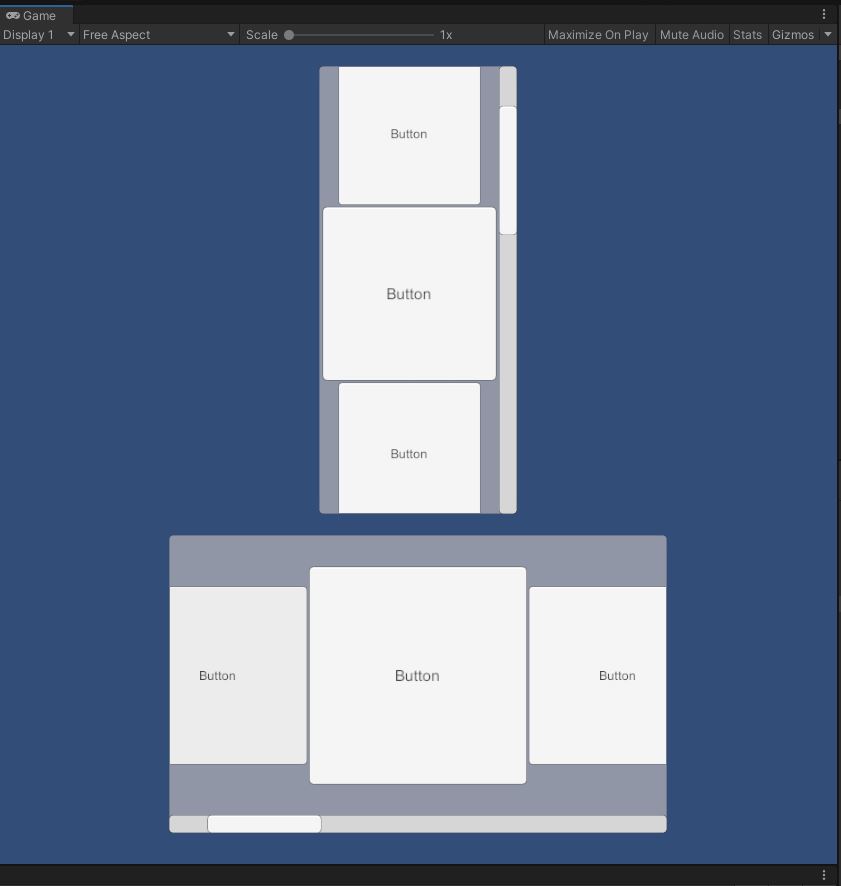 Game
Display 1 Free Aspect Scale 1x Maximize On Play Mute Audio Stats Gizmos
Button
Button
Button
Button Button Button